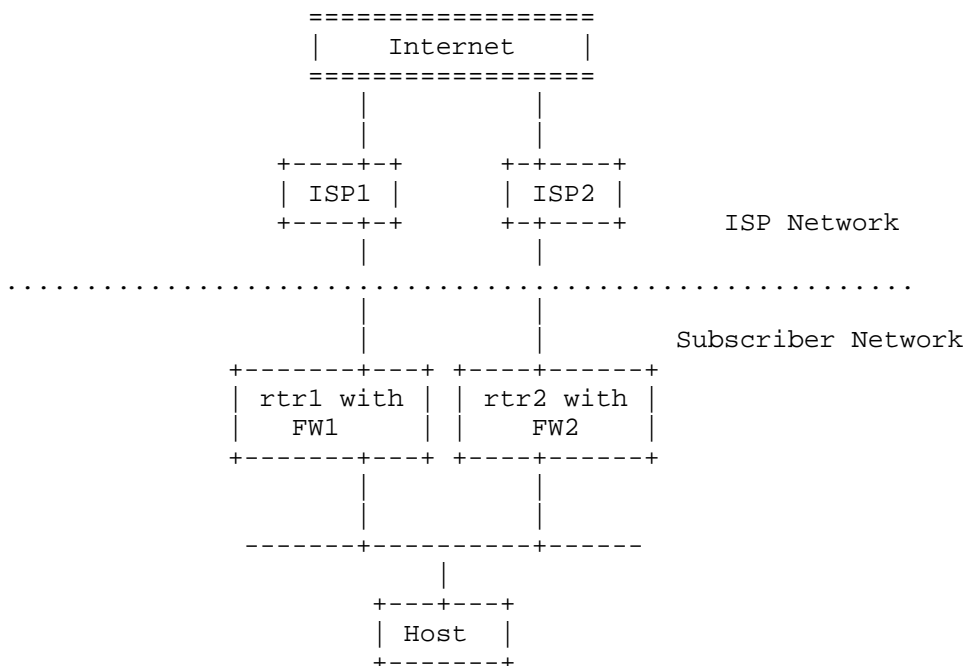 Internet
ISP1
ISP2
ISP Network
Subscriber Network
rtr1 with
FW1
rtr2 with
FW2
Host